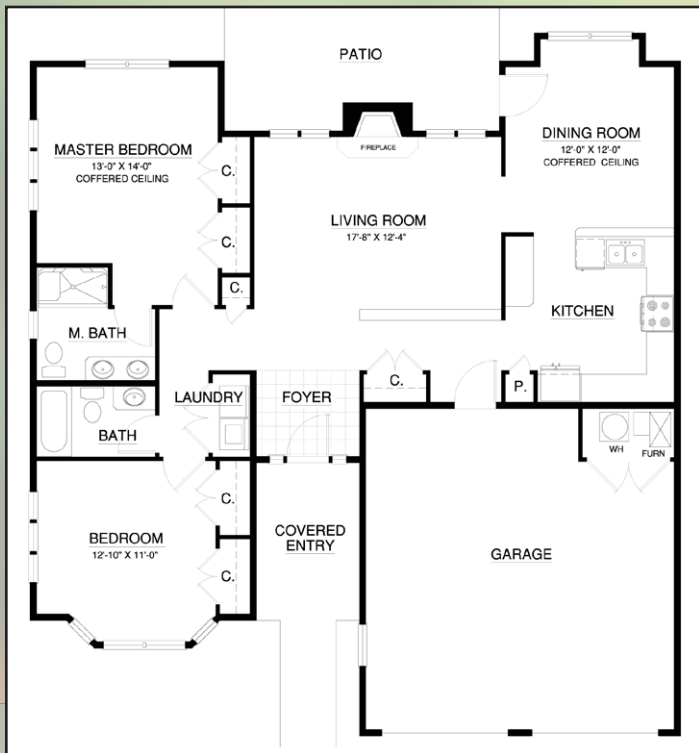 PATIO
MASTER BEDROOM
13'-0" X 14'-0"
COFFERED CEILING
C.
C.
C.
FIREPLACE
LIVING ROOM
17'-8" X 12'-4"
DINING ROOM
12'-0" X 12'-0"
COFFERED CEILING
KITCHEN
M. BATH
BATH
LAUNDRY
FOYER
C.
P.
WH
FURN
BEDROOM
12'-10" X 11'-0"
C.
C.
COVERED
ENTRY
GARAGE